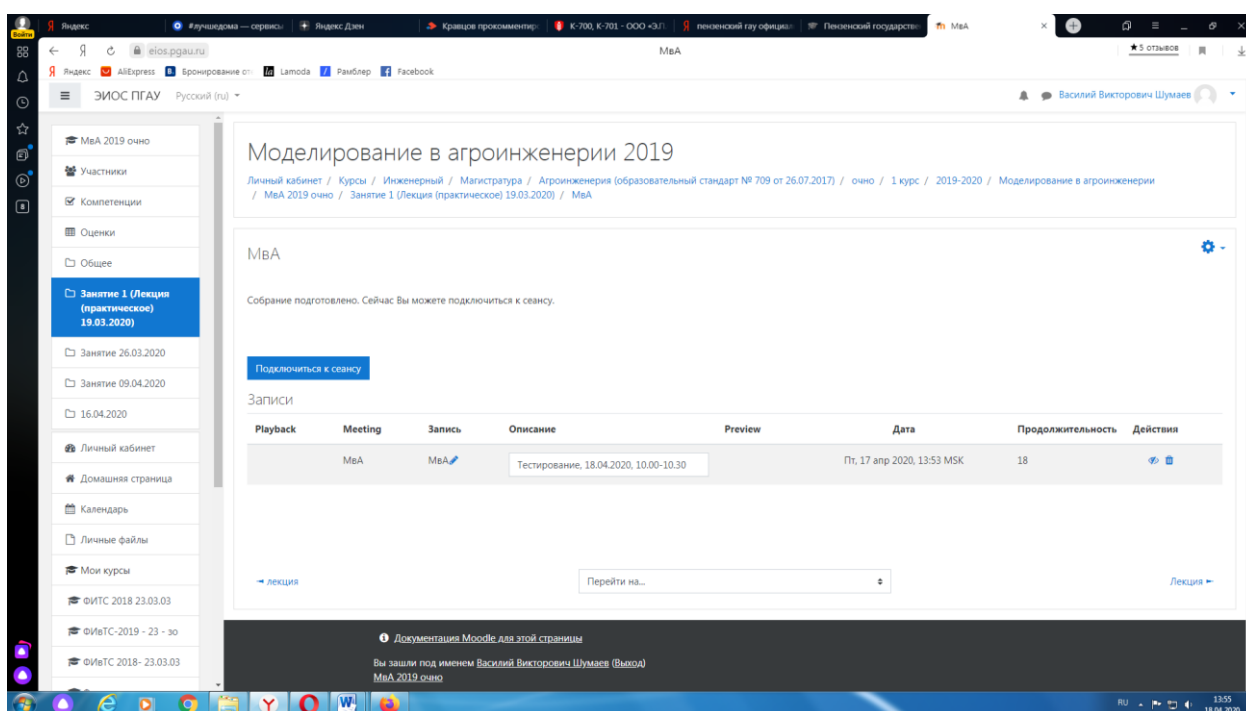 Войти
Яндекс
#лучшедома — сервисы
Яндекс.Дзен
Кравцов прокомментиро
К-700, К-701 - ООО «ЭЛ.
пензенский гау официал
Пензенский государстве
МвА
eios.pgau.ru
МвА
★5 отзывов
Яндекс
AliExpress
Бронирование от
Lamoda
Рамблер
Facebook
ЭИОС ПГАУ
Русский (ru)
Василий Викторович Шумаев
МвА 2019 очно
Участники
Компетенции
Оценки
Общее
Занятие 1 (Лекция
(практическое)
19.03.2020)
Занятие 26.03.2020
Занятие 09.04.2020
16.04.2020
Личный кабинет
Домашняя страница
Календарь
Личные файлы
Мои курсы
ФИТС 2018 23.03.03
ФИвТС-2019 - 23 - зо
ФИвТС 2018- 23.03.03
Моделирование в агроинженерии 2019
Личный кабинет / Курсы / Инженерный / Магистратура / Агроинженерия (образовательный стандарт № 709 от 26.07.2017) / очно / 1 курс / 2019-2020 / Моделирование в агроинженерии
/ МвА 2019 очно / Занятие 1 (Лекция (практическое) 19.03.2020) / МвА
МвА
Собрание подготовлено. Сейчас Вы можете подключиться к сеансу.
Подключиться к сеансу
Записи
Playback Meeting Запись Описание Preview Дата Продолжительность Действия
МвА МвА Тестирование, 18.04.2020, 10.00-10.30 Пт, 17 апр 2020, 13:53 MSK 18
◄ лекция
Перейти на...
Лекция ►
Документация Moodle для этой страницы
Вы зашли под именем Василий Викторович Шумаев (Выход)
МвА 2019 очно
RU
13:55
18.04.2020